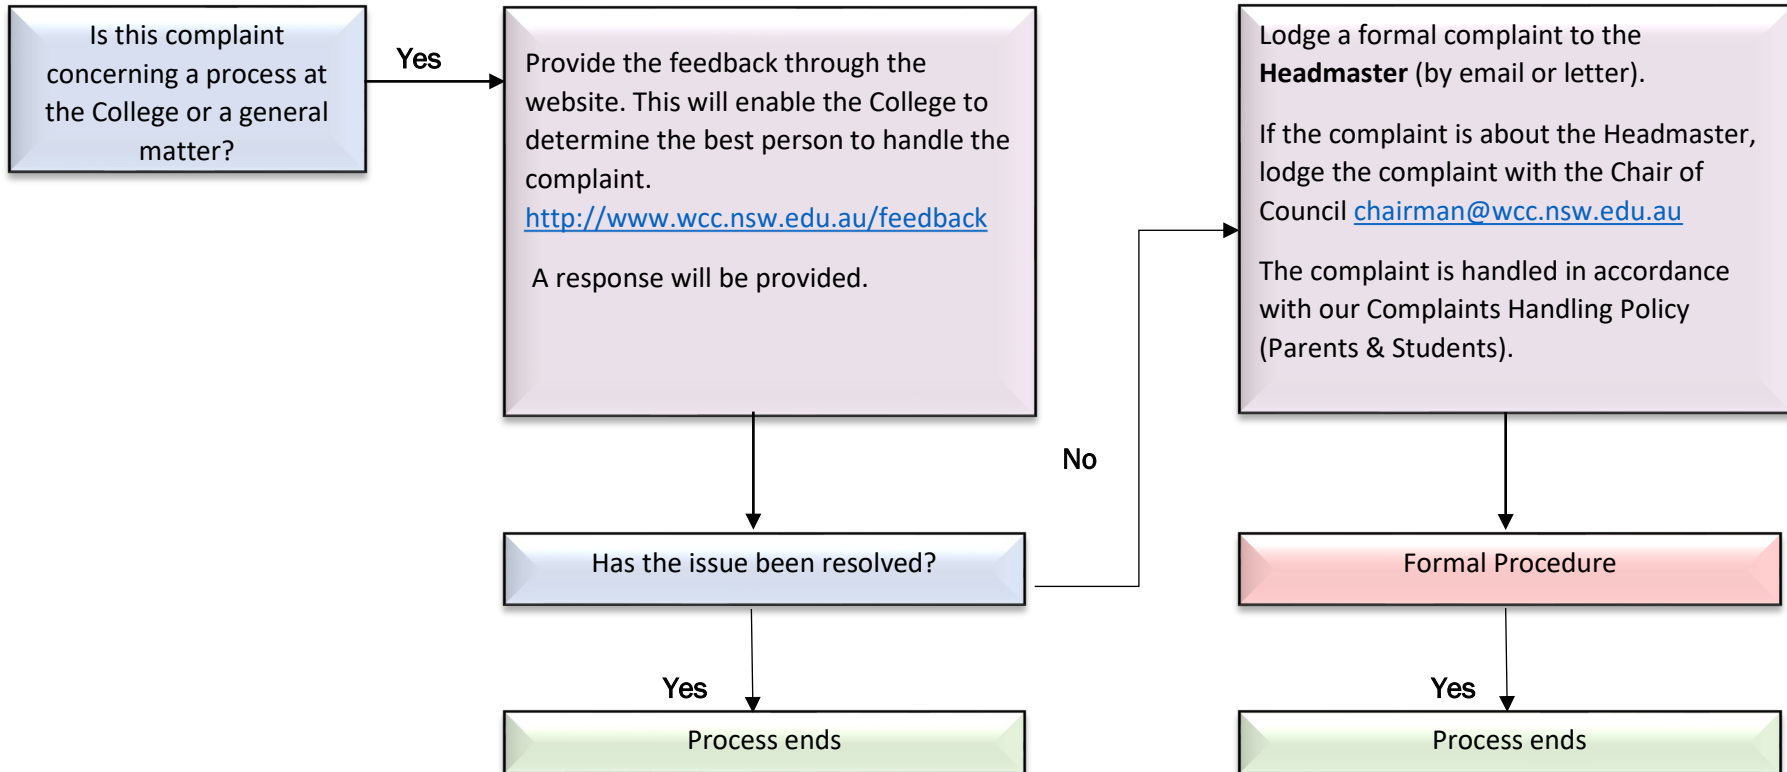 Is this complaint
concerning a process at
the College or a general
matter?
Yes
Provide the feedback through the
website. This will enable the College to
determine the best person to handle the
complaint.
http://www.wcc.nsw.edu.au/feedback
A response will be provided.
Lodge a formal complaint to the
Headmaster (by email or letter).
If the complaint is about the Headmaster,
lodge the complaint with the Chair of
Council chairman@wcc.nsw.edu.au
The complaint is handled in accordance
with our Complaints Handling Policy
(Parents & Students).
No
Has the issue been resolved?
Formal Procedure
Yes
Yes
Process ends
Process ends